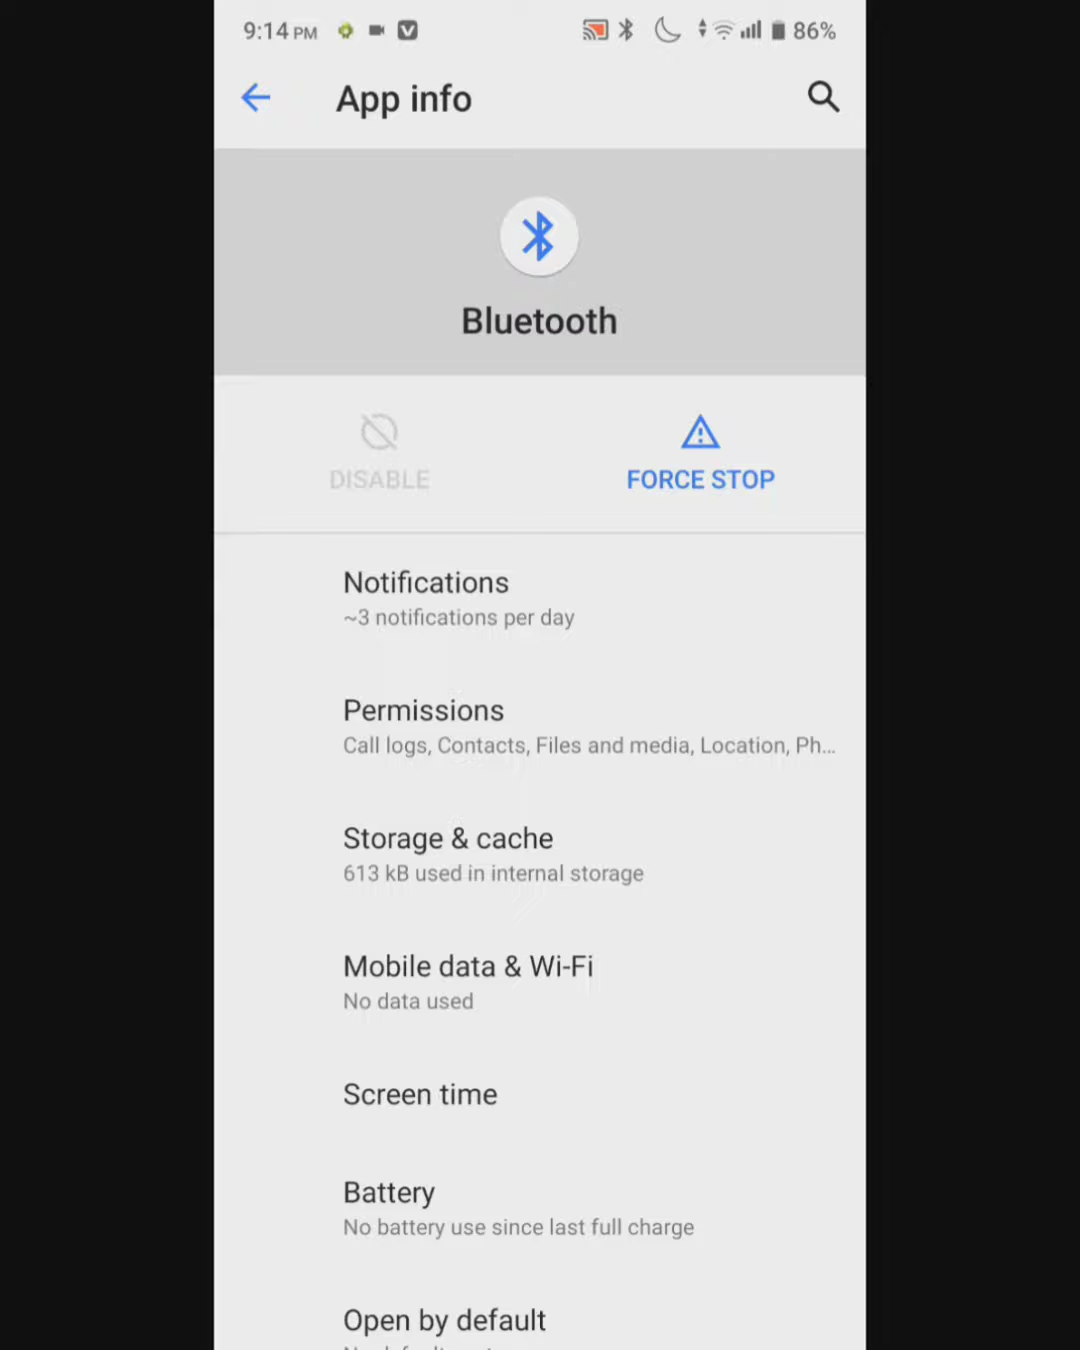 9:14 PM 86%
App info
Bluetooth
DISABLE FORCE STOP
Notifications
~3 notifications per day
Permissions
Call logs, Contacts, Files and media, Location, Ph...
Storage & cache
613 kB used in internal storage
Mobile data & Wi-Fi
No data used
Screen time
Battery
No battery use since last full charge
Open by default